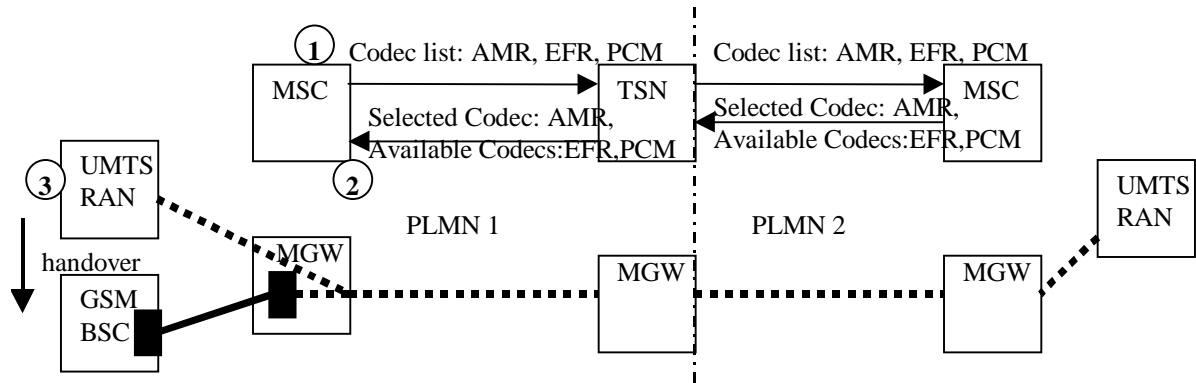 1
Codec list: AMR, EFR, PCM
Codec list: AMR, EFR, PCM
MSC
TSN
MSC
Selected Codec: AMR,
Available Codecs:EFR,PCM
Selected Codec: AMR,
Available Codecs:EFR,PCM
2
3
UMTS
RAN
UMTS
RAN
PLMN 1
PLMN 2
MGW
MGW
MGW
handover
GSM
BSC